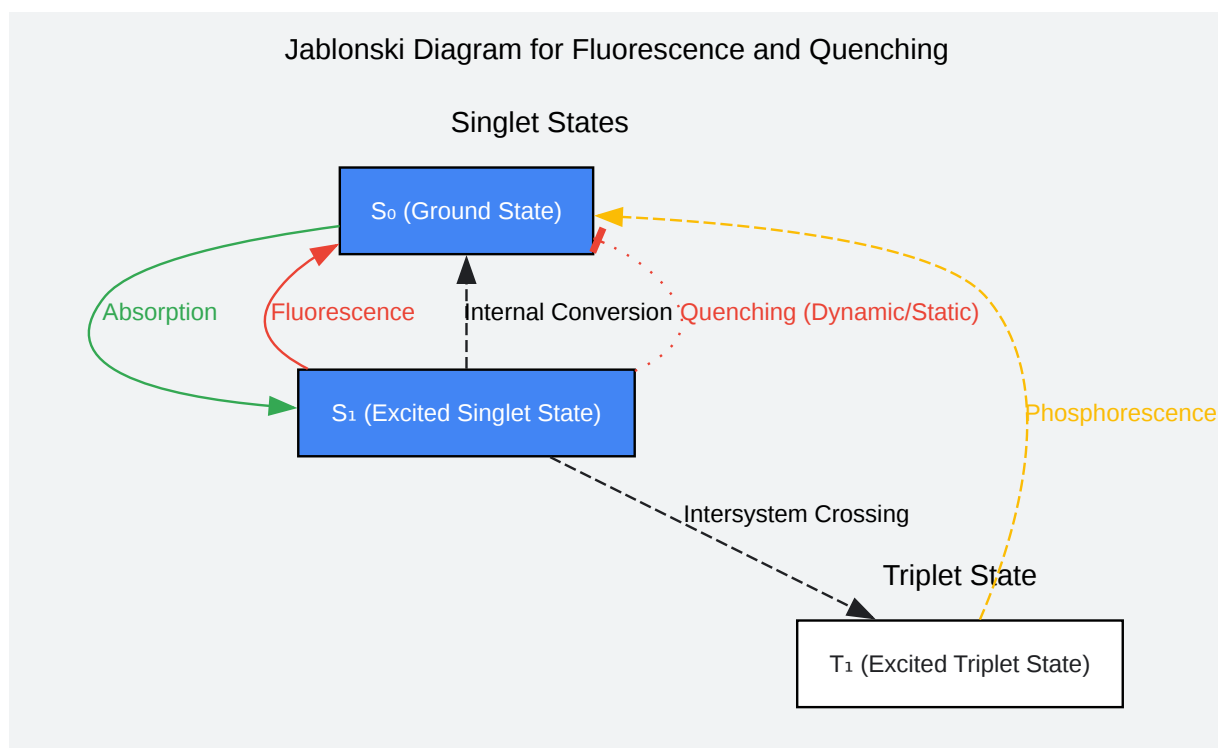 Jablonski Diagram for Fluorescence and Quenching
Singlet States
S₀ (Ground State)
Absorption
Fluorescence
Internal Conversion
Quenching (Dynamic/Static)
S₁ (Excited Singlet State)
Phosphorescence
Intersystem Crossing
Triplet State
T₁ (Excited Triplet State)